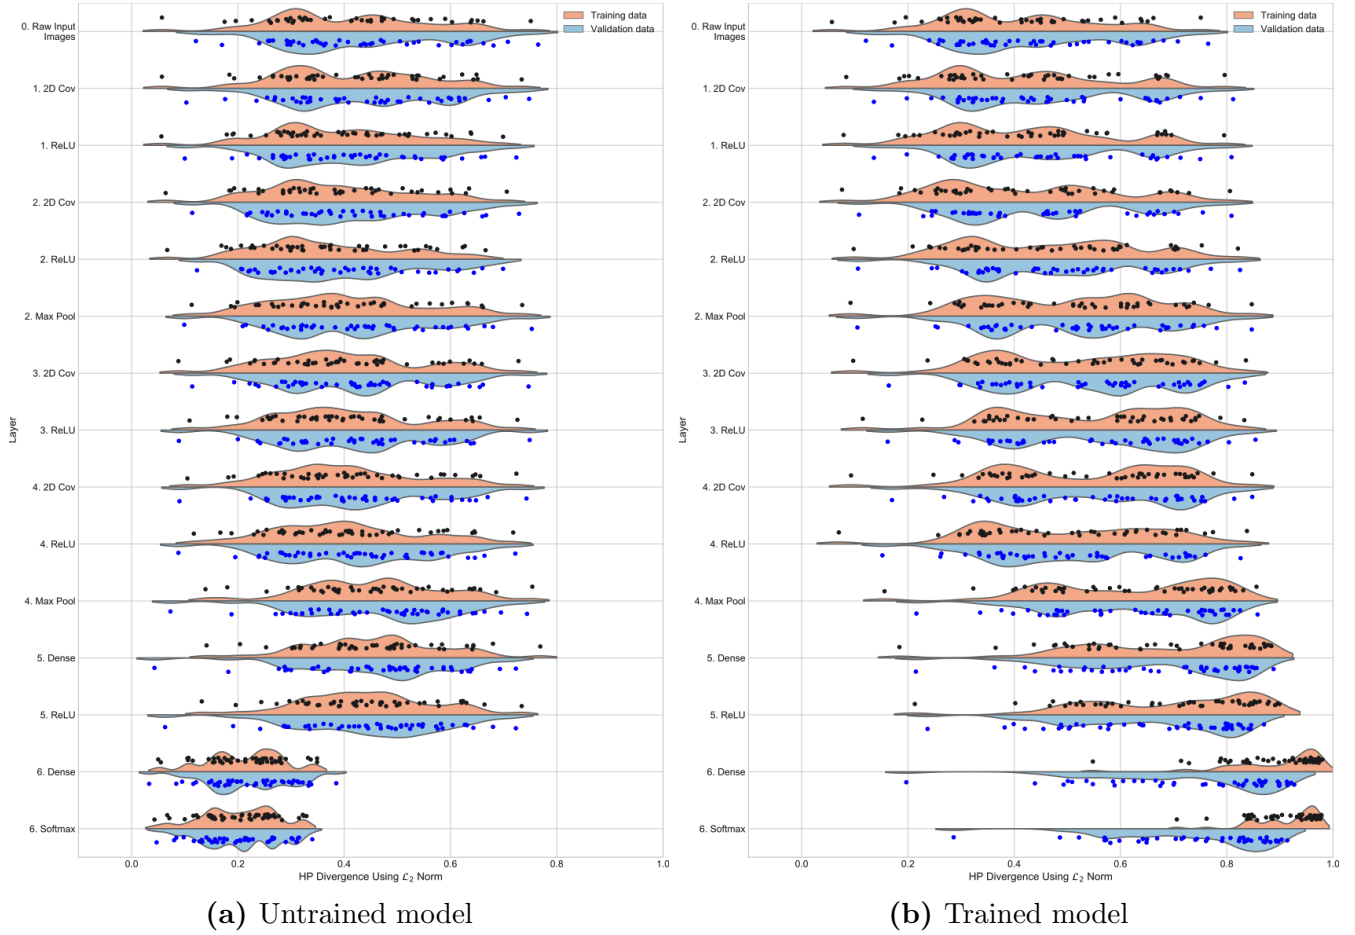 0. Raw Input
Images
1. 2D Cov
1. ReLU
2. 2D Cov
2. ReLU
2. Max Pool
3. 2D Cov
3. ReLU
4. 2D Cov
4. ReLU
4. Max Pool
5. Dense
5. ReLU
6. Dense
6. Softmax
Layer
Training data
Validation data
0.0 0.2 0.4 0.6 0.8 1.0
HP Divergence Using ℒ₂ Norm
(a) Untrained model
0. Raw Input
Images
1. 2D Cov
1. ReLU
2. 2D Cov
2. ReLU
2. Max Pool
3. 2D Cov
3. ReLU
4. 2D Cov
4. ReLU
4. Max Pool
5. Dense
5. ReLU
6. Dense
6. Softmax
Layer
Training data
Validation data
0.0 0.2 0.4 0.6 0.8 1.0
HP Divergence Using ℒ₂ Norm
(b) Trained model